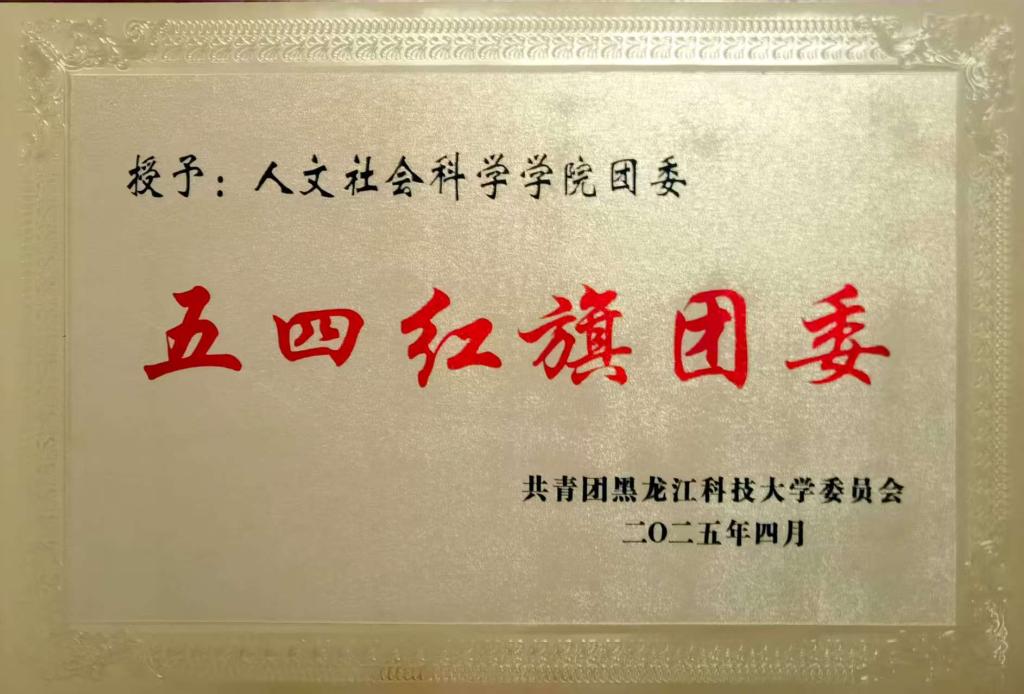 授予：人文社会科学学院团委
五四红旗团委
共青团黑龙江科技大学委员会
二〇二五年四月